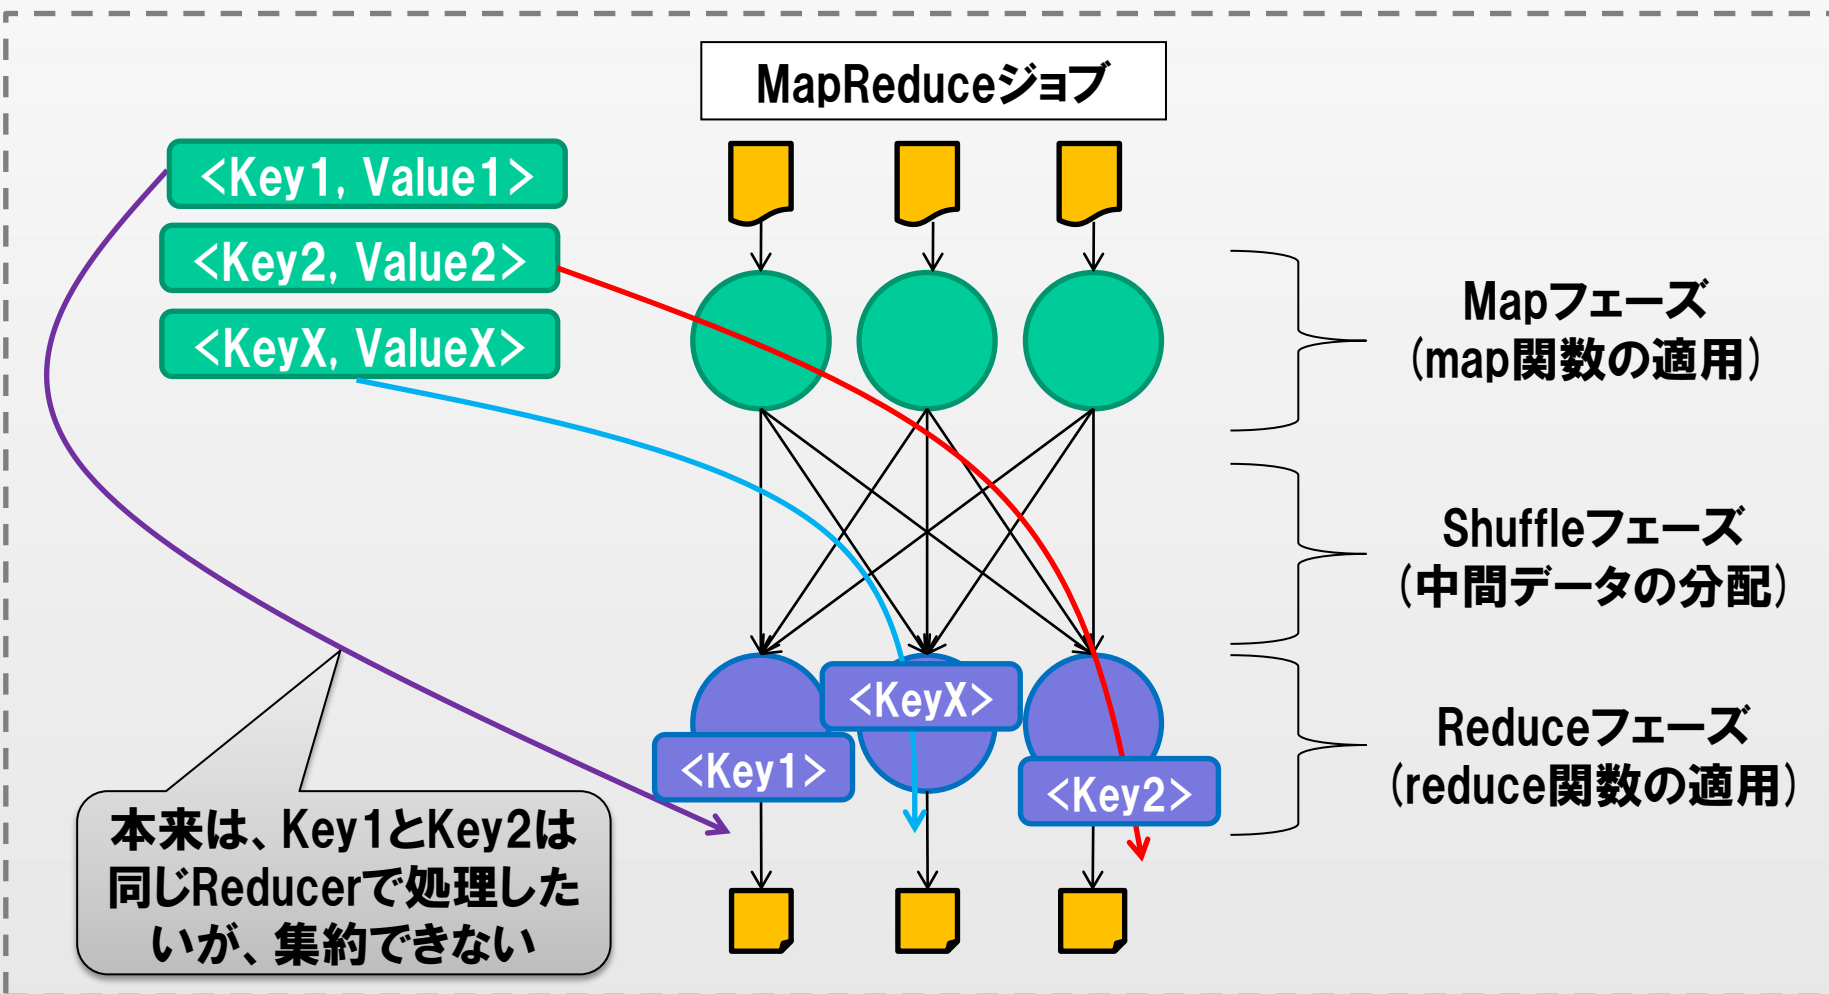 MapReduceジョブ
<Key1, Value1>
<Key2, Value2>
<KeyX, ValueX>
Mapフェーズ
(map関数の適用)
Shuffleフェーズ
(中間データの分配)
<KeyX>
<Key1>
<Key2>
Reduceフェーズ
(reduce関数の適用)
本来は、Key1とKey2は
同じReducerで処理した
いが、集約できない